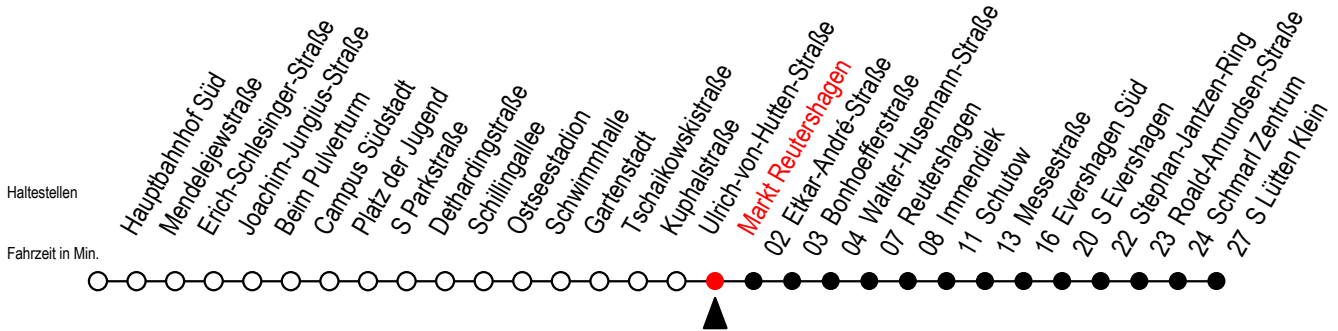 Haltestellen
Fahrzeit in Min.
Hauptbahnhof Süd
Mendelejewstraße
Erich-Schlesinger-Straße
Joachim-Jungius-Straße
Beim Pulverturm
Campus Südstadt
Platz der Jugend
S Parkstraße
Dethardingstraße
Schillingallee
Ostseestadion
Schwimmhalle
Gartenstadt
Tschaikowskistraße
Kuphalstraße
Ulrich-von-Hutten-Straße
Markt Reutershagen
02 Etkar-André-Straße
03 Bonhoefferstraße
04 Walter-Husemann-Straße
07 Reutershagen
08 Immendiek
11 Schutow
13 Messestraße
16 Evershagen Süd
20 S Evershagen
22 Stephan-Jantzen-Ring
23 Roald-Amundsen-Straße
24 Schmarl Zentrum
27 S Lütten Klein